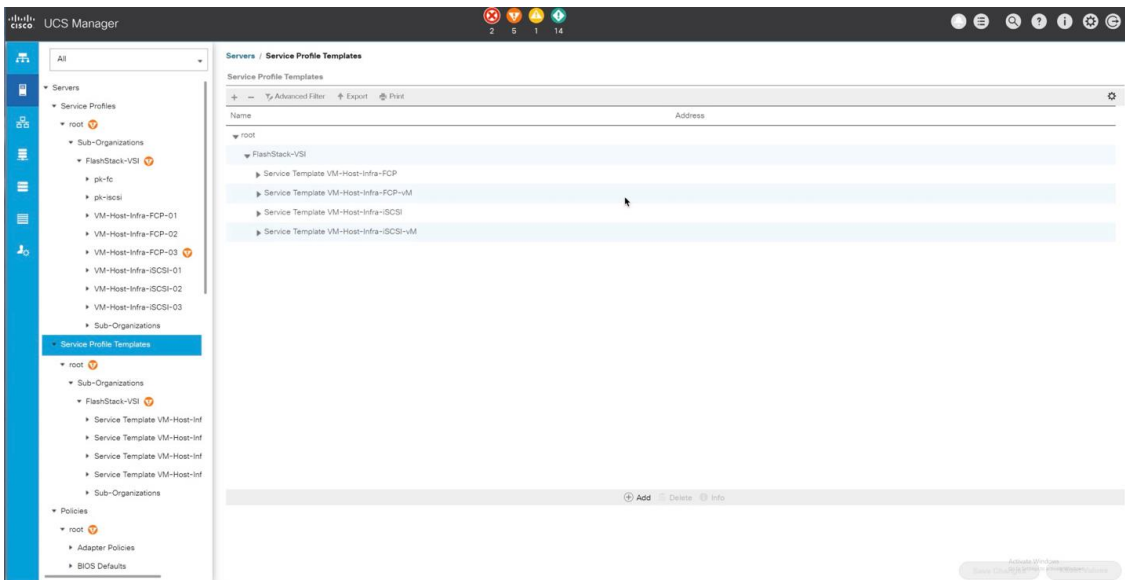 cisco UCS Manager
2 5 1 14
All
Servers
Service Profiles
root
Sub-Organizations
FlashStack-VSI
pk-fc
pk-iscsi
VM-Host-Infra-FCP-01
VM-Host-Infra-FCP-02
VM-Host-Infra-FCP-03
VM-Host-Infra-iSCSI-01
VM-Host-Infra-iSCSI-02
VM-Host-Infra-iSCSI-03
Sub-Organizations
Service Profile Templates
root
Sub-Organizations
FlashStack-VSI
Service Template VM-Host-Inf
Service Template VM-Host-Inf
Service Template VM-Host-Inf
Service Template VM-Host-Inf
Sub-Organizations
Policies
root
Adapter Policies
BIOS Defaults
Servers / Service Profile Templates
Service Profile Templates
+ − Advanced Filter Export Print
Name Address
root
FlashStack-VSI
Service Template VM-Host-Infra-FCP
Service Template VM-Host-Infra-FCP-vM
Service Template VM-Host-Infra-iSCSI
Service Template VM-Host-Infra-iSCSI-vM
Add Delete Info
Activate Windows